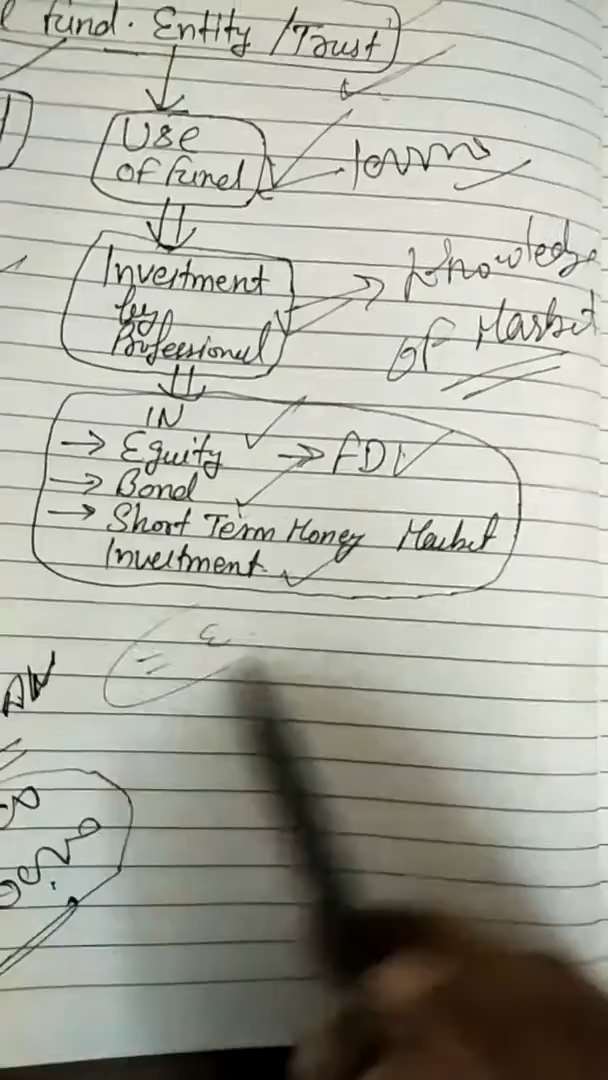 fund. Entity /Trust
Use
of fund
Investment
by
Professional
Knowledge
of Market
IN
→ Equity → FDI
→ Bond
→ Short Term Money Market
Investment